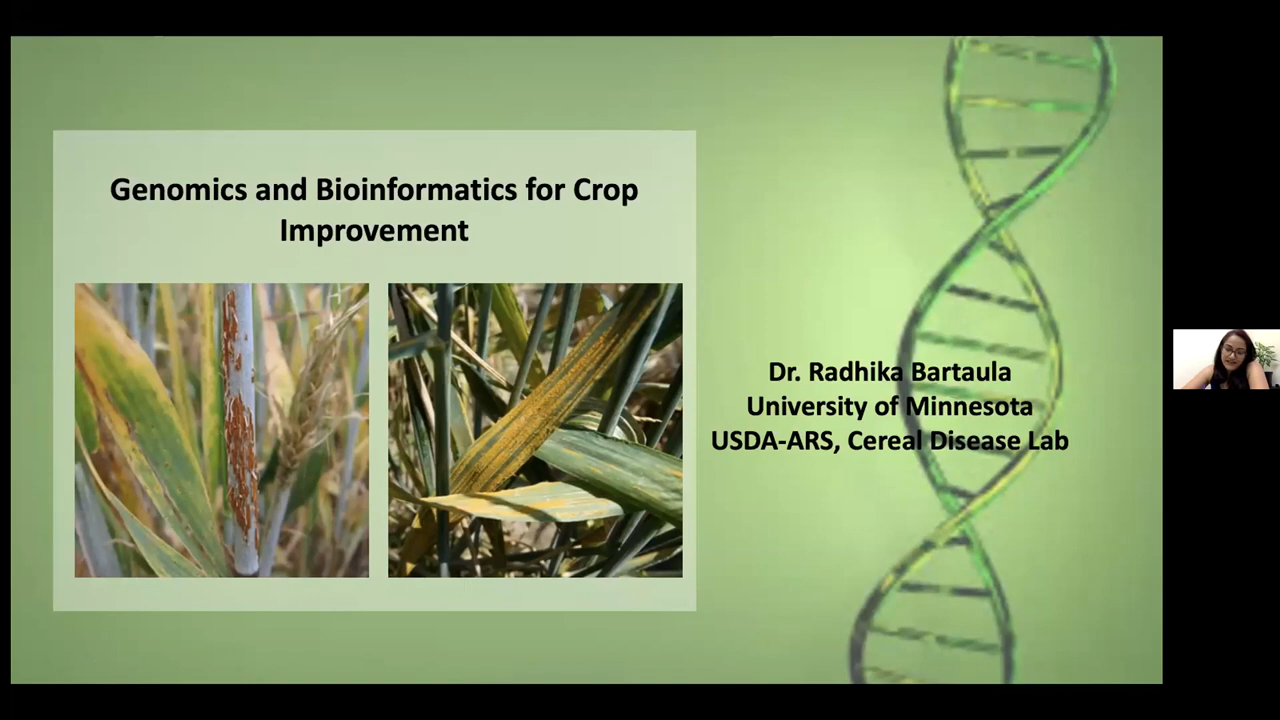 Genomics and Bioinformatics for Crop
Improvement
Dr. Radhika Bartaula
University of Minnesota
USDA-ARS, Cereal Disease Lab